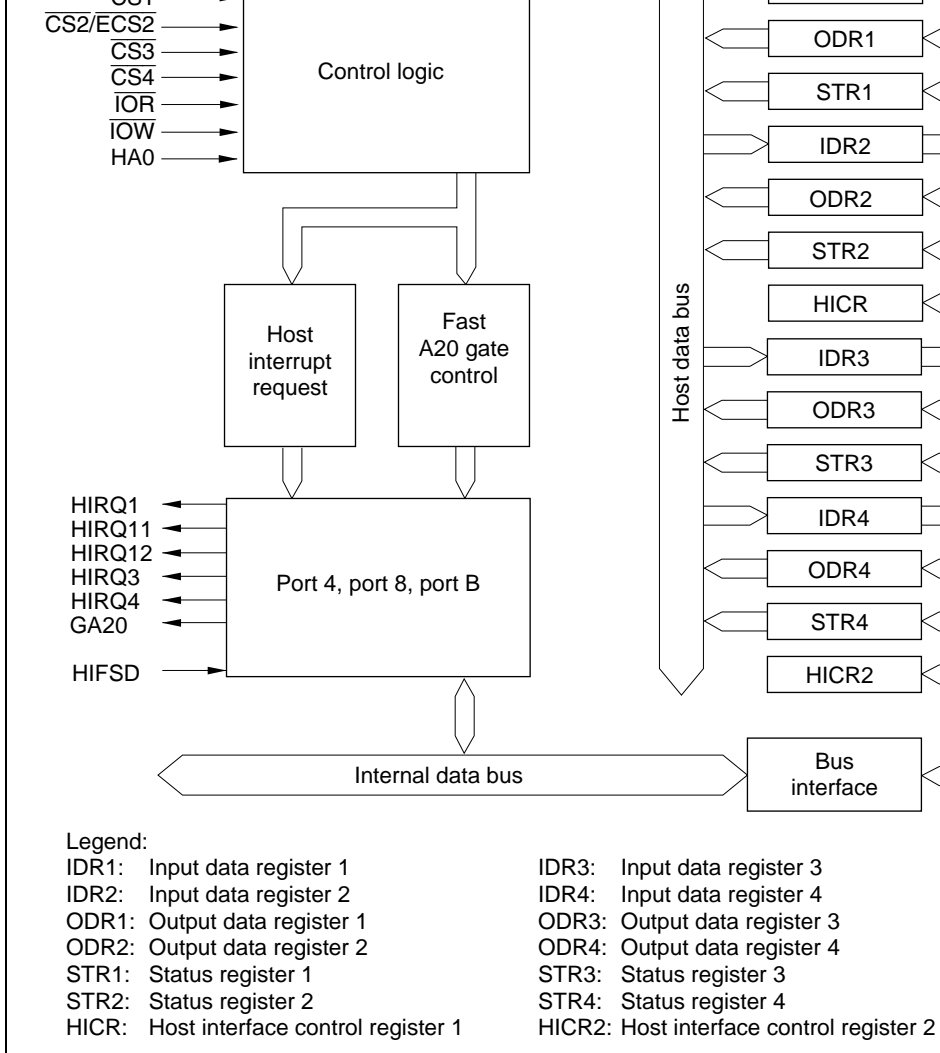 CS1
CS2/ECS2
CS3
CS4
IOR
IOW
HA0
Control logic
Host
interrupt
request
Fast
A20 gate
control
HIRQ1
HIRQ11
HIRQ12
HIRQ3
HIRQ4
GA20
HIFSD
Port 4, port 8, port B
Host data bus
ODR1
STR1
IDR2
ODR2
STR2
HICR
IDR3
ODR3
STR3
IDR4
ODR4
STR4
HICR2
Internal data bus
Bus
interface
Legend:
IDR1: Input data register 1
IDR2: Input data register 2
ODR1: Output data register 1
ODR2: Output data register 2
STR1: Status register 1
STR2: Status register 2
HICR: Host interface control register 1
IDR3: Input data register 3
IDR4: Input data register 4
ODR3: Output data register 3
ODR4: Output data register 4
STR3: Status register 3
STR4: Status register 4
HICR2: Host interface control register 2